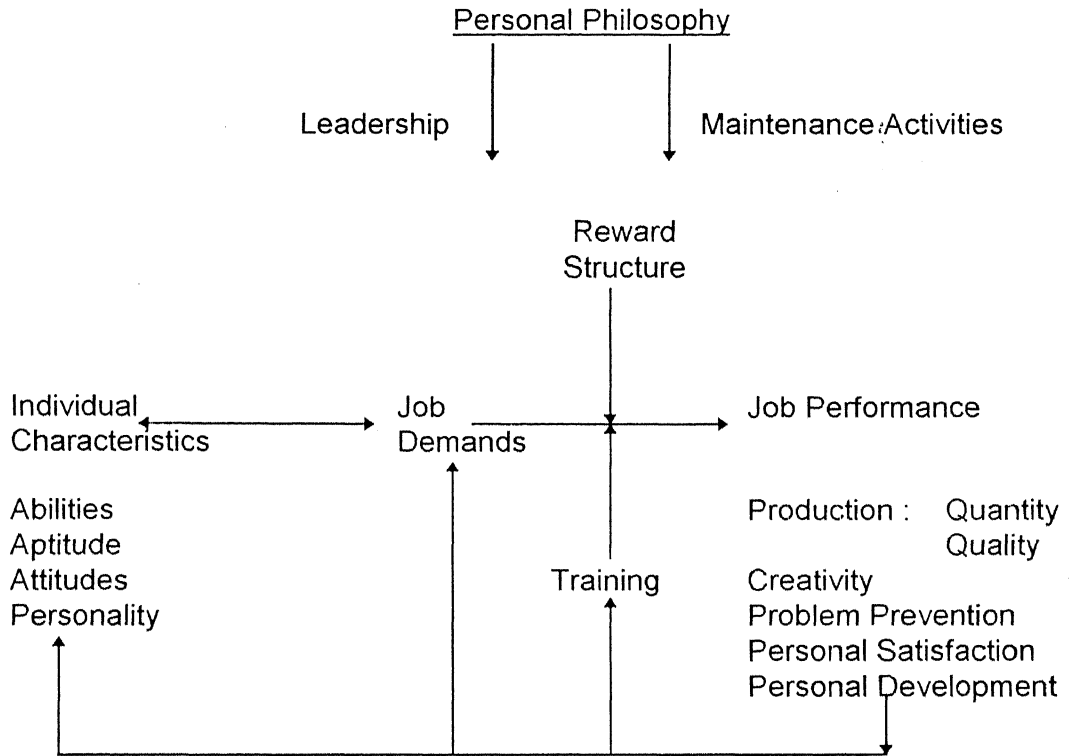 Personal Philosophy
Leadership
Maintenance Activities
Reward
Structure
Individual
Characteristics
Job
Demands
Job Performance
Abilities
Aptitude
Attitudes
Personality
Training
Production : Quantity
Quality
Creativity
Problem Prevention
Personal Satisfaction
Personal Development